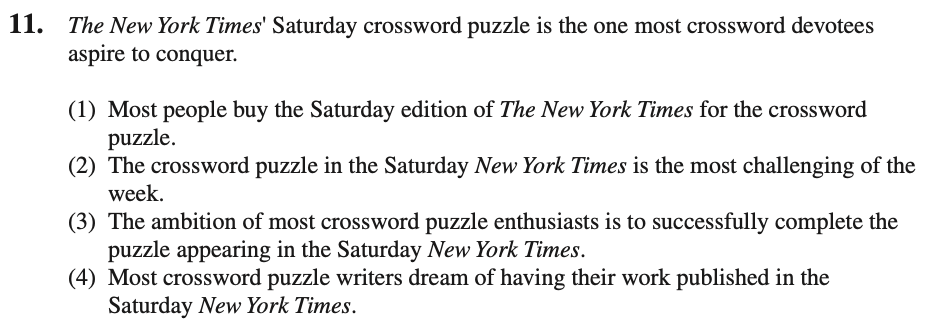 11. The New York Times' Saturday crossword puzzle is the one most crossword devotees
aspire to conquer.
(1) Most people buy the Saturday edition of The New York Times for the crossword
puzzle.
(2) The crossword puzzle in the Saturday New York Times is the most challenging of the
week.
(3) The ambition of most crossword puzzle enthusiasts is to successfully complete the
puzzle appearing in the Saturday New York Times.
(4) Most crossword puzzle writers dream of having their work published in the
Saturday New York Times.